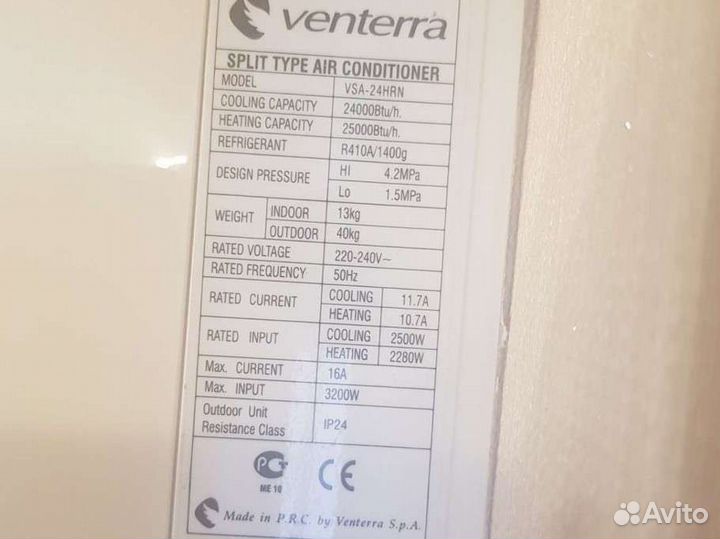 venterra
SPLIT TYPE AIR CONDITIONER
MODEL VSA-24HRN
COOLING CAPACITY 24000Btu/h.
HEATING CAPACITY 25000Btu/h.
REFRIGERANT R410A/1400g
DESIGN PRESSURE HI 4.2MPa
Lo 1.5MPa
WEIGHT INDOOR 13kg
OUTDOOR 40kg
RATED VOLTAGE 220-240V~
RATED FREQUENCY 50Hz
RATED CURRENT COOLING 11.7A
HEATING 10.7A
RATED INPUT COOLING 2500W
HEATING 2280W
Max. CURRENT 16A
Max. INPUT 3200W
Outdoor Unit
Resistance Class IP24
РСТ CE
ME 10
Made in P.R.C. by Venterra S.p.A.
Avito